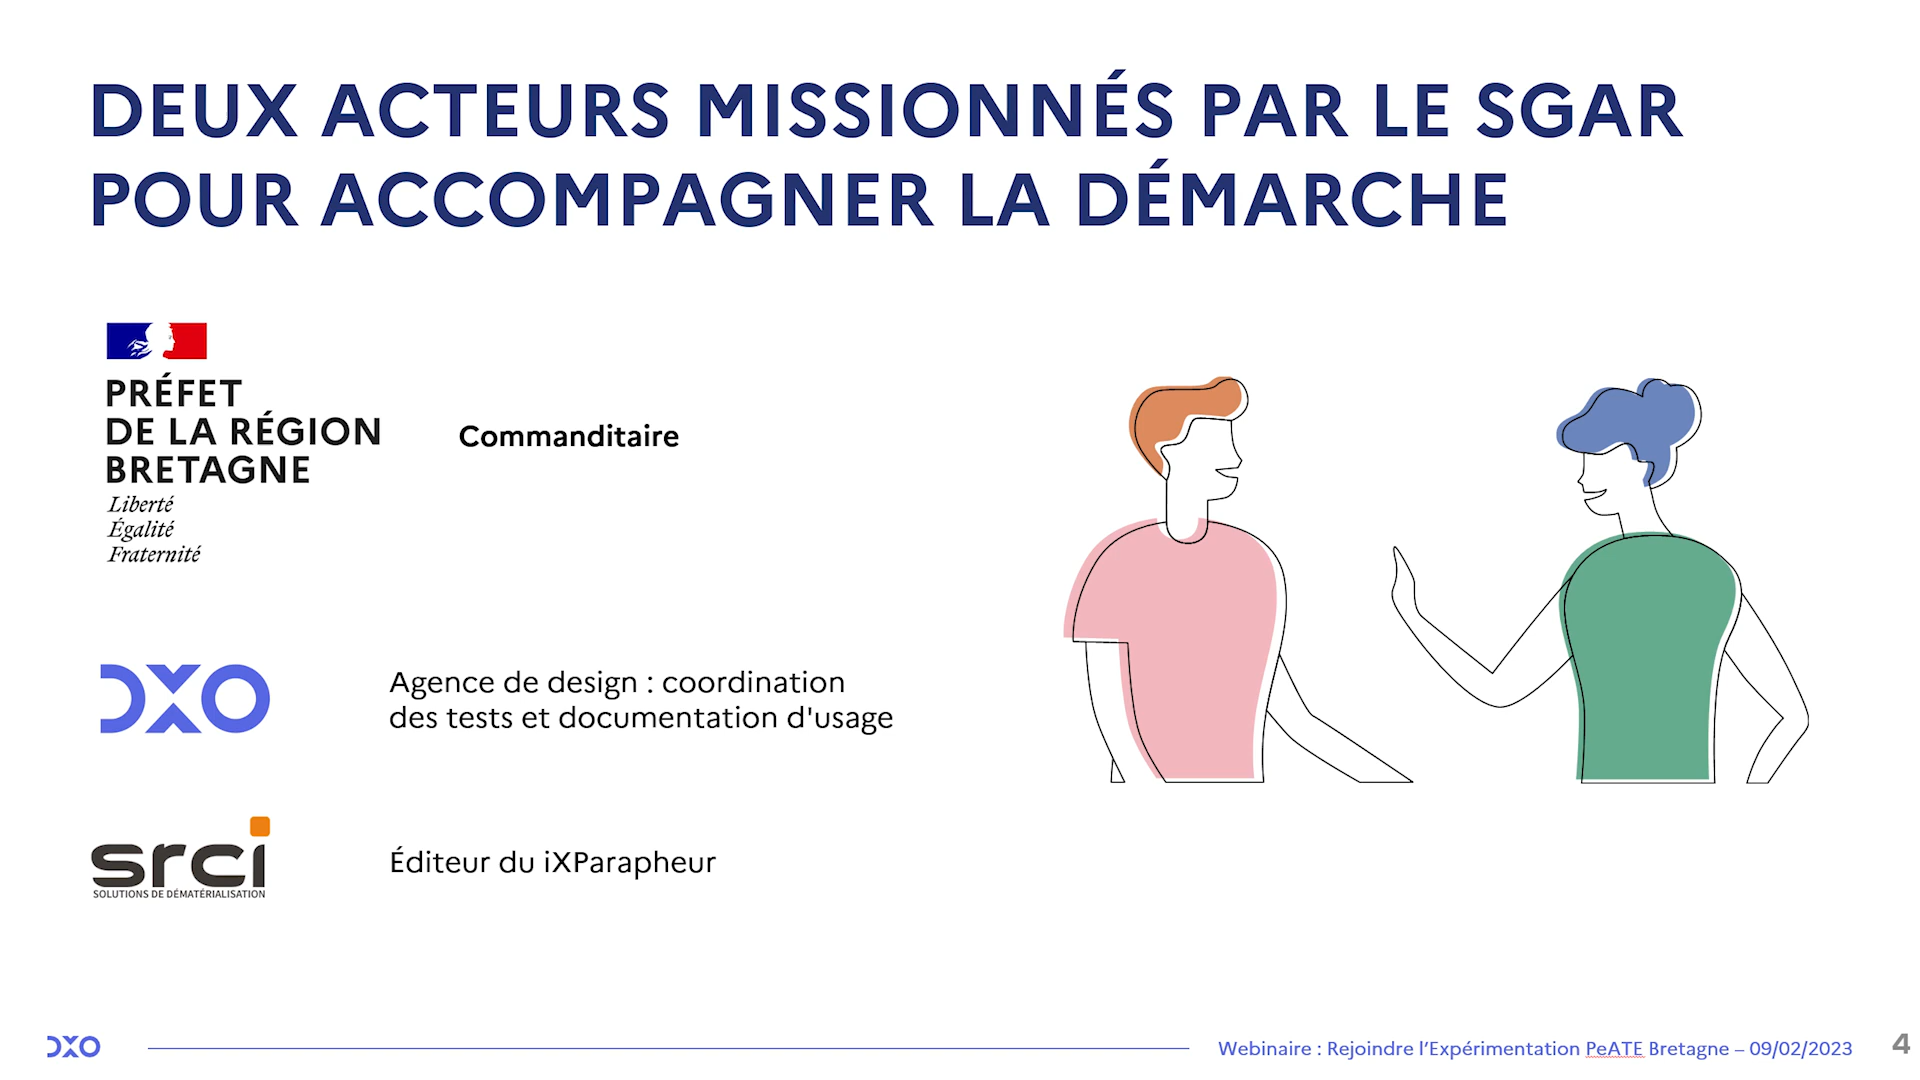 DEUX ACTEURS MISSIONNÉS PAR LE SGAR
POUR ACCOMPAGNER LA DÉMARCHE
PRÉFET
DE LA RÉGION
BRETAGNE
Liberté
Égalité
Fraternité
Commanditaire
DXO
Agence de design : coordination
des tests et documentation d'usage
srci
SOLUTIONS DE DÉMATÉRIALISATION
Éditeur du iXParapheur
DXO
Webinaire : Rejoindre l’Expérimentation PeATE Bretagne – 09/02/2023
4